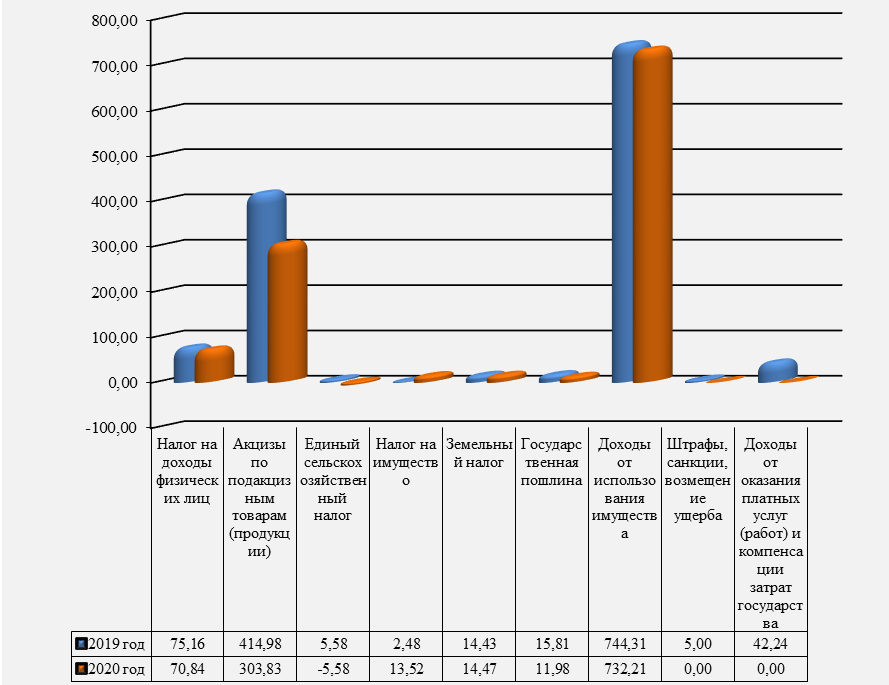 800,00
700,00
600,00
500,00
400,00
300,00
200,00
100,00
0,00
-100,00
Налог на
доходы
физическ
их лиц
Акцизы
по
подакциз
ным
товарам
(продукц
ии)
Единый
сельскох
озяйствен
ный
налог
Налог на
имуществ
о
Земельны
й налог
Государс
твенная
пошлина
Доходы
от
использо
вания
имуществ
а
Штрафы,
санкции,
возмещен
ие
ущерба
Доходы
от
оказания
платных
услуг
(работ) и
компенса
ции
затрат
государст
ва
2019 год 75,16 414,98 5,58 2,48 14,43 15,81 744,31 5,00 42,24
2020 год 70,84 303,83 -5,58 13,52 14,47 11,98 732,21 0,00 0,00